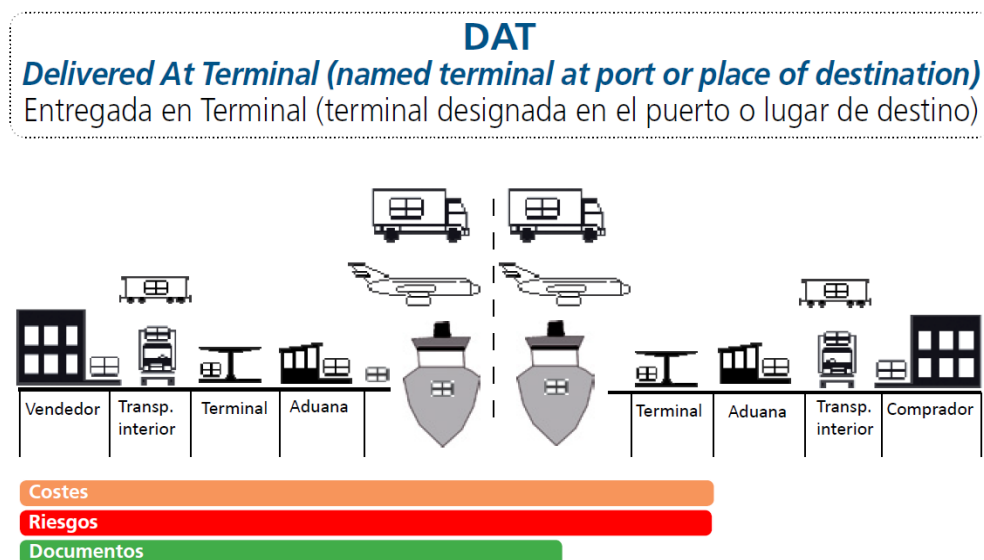 DAT
Delivered At Terminal (named terminal at port or place of destination)
Entregada en Terminal (terminal designada en el puerto o lugar de destino)
Vendedor
Transp. interior
Terminal
Aduana
Terminal
Aduana
Transp. interior
Comprador
Costes
Riesgos
Documentos